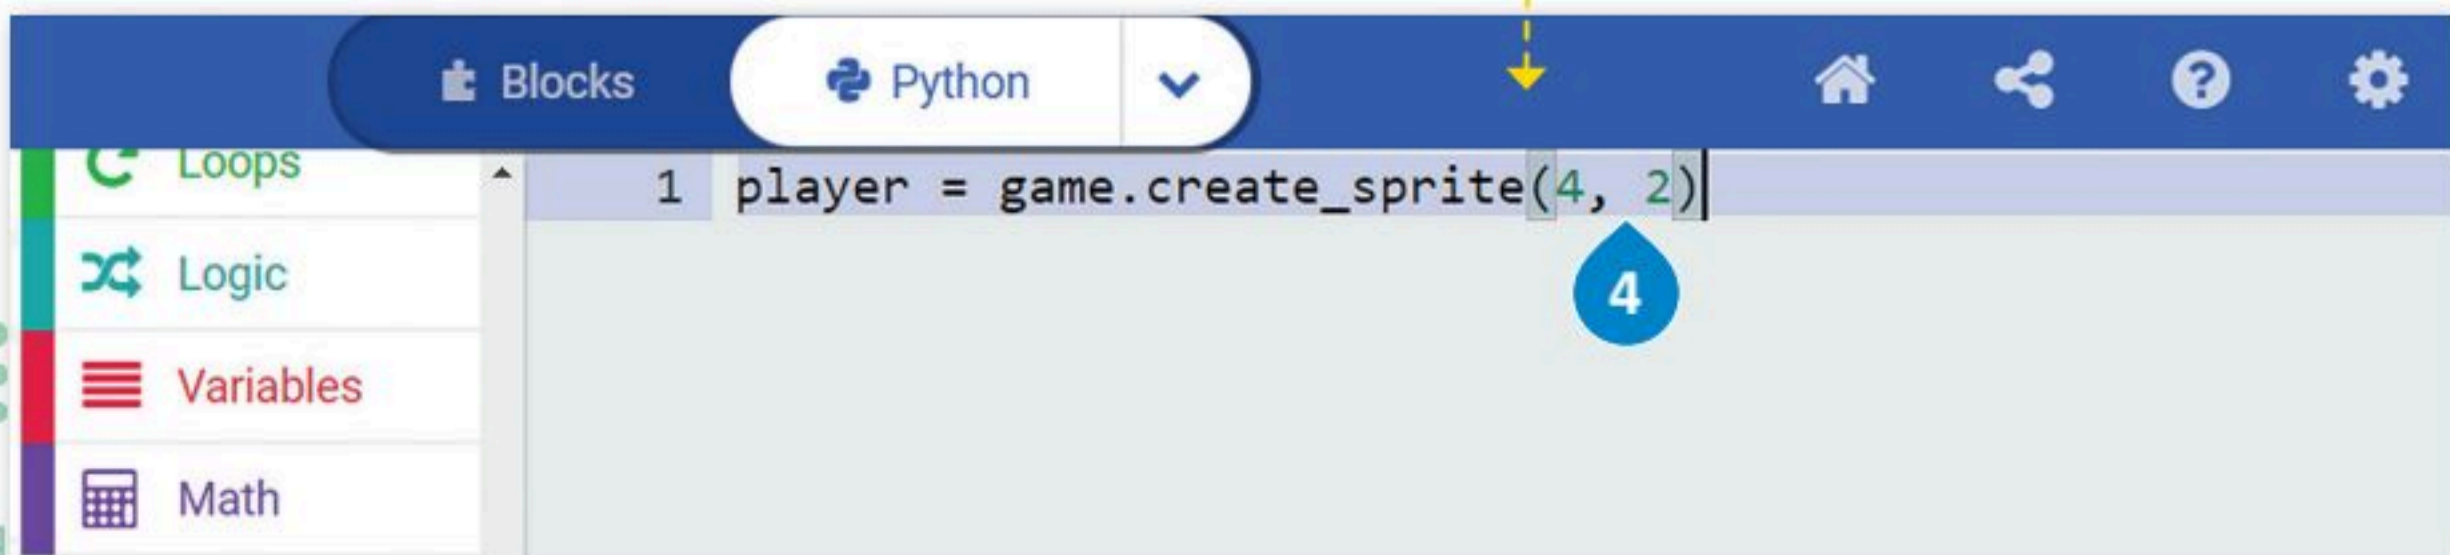 Blocks Python
Loops
1 player = game.create_sprite(4, 2)
Logic
4
Variables
Math